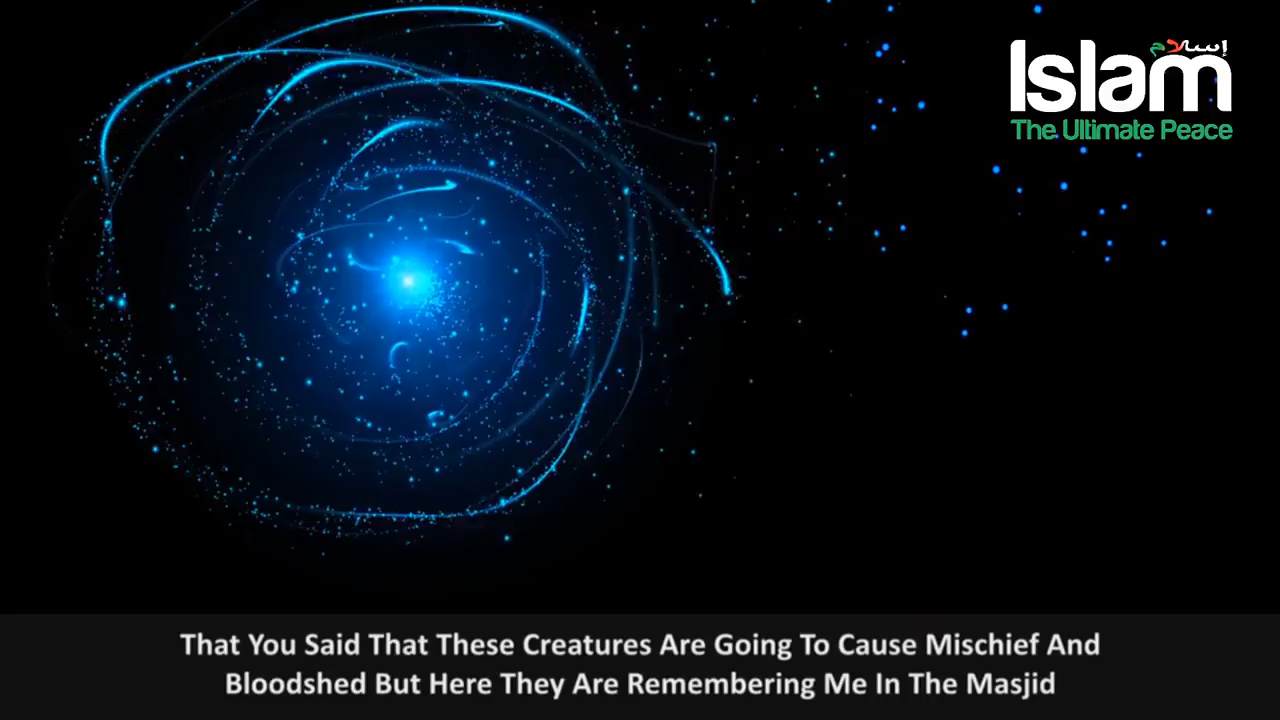 إسلام
Islam
The Ultimate Peace
That You Said That These Creatures Are Going To Cause Mischief And
Bloodshed But Here They Are Remembering Me In The Masjid